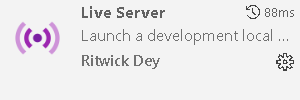 Live Server 88ms
Launch a development local ...
Ritwick Dey